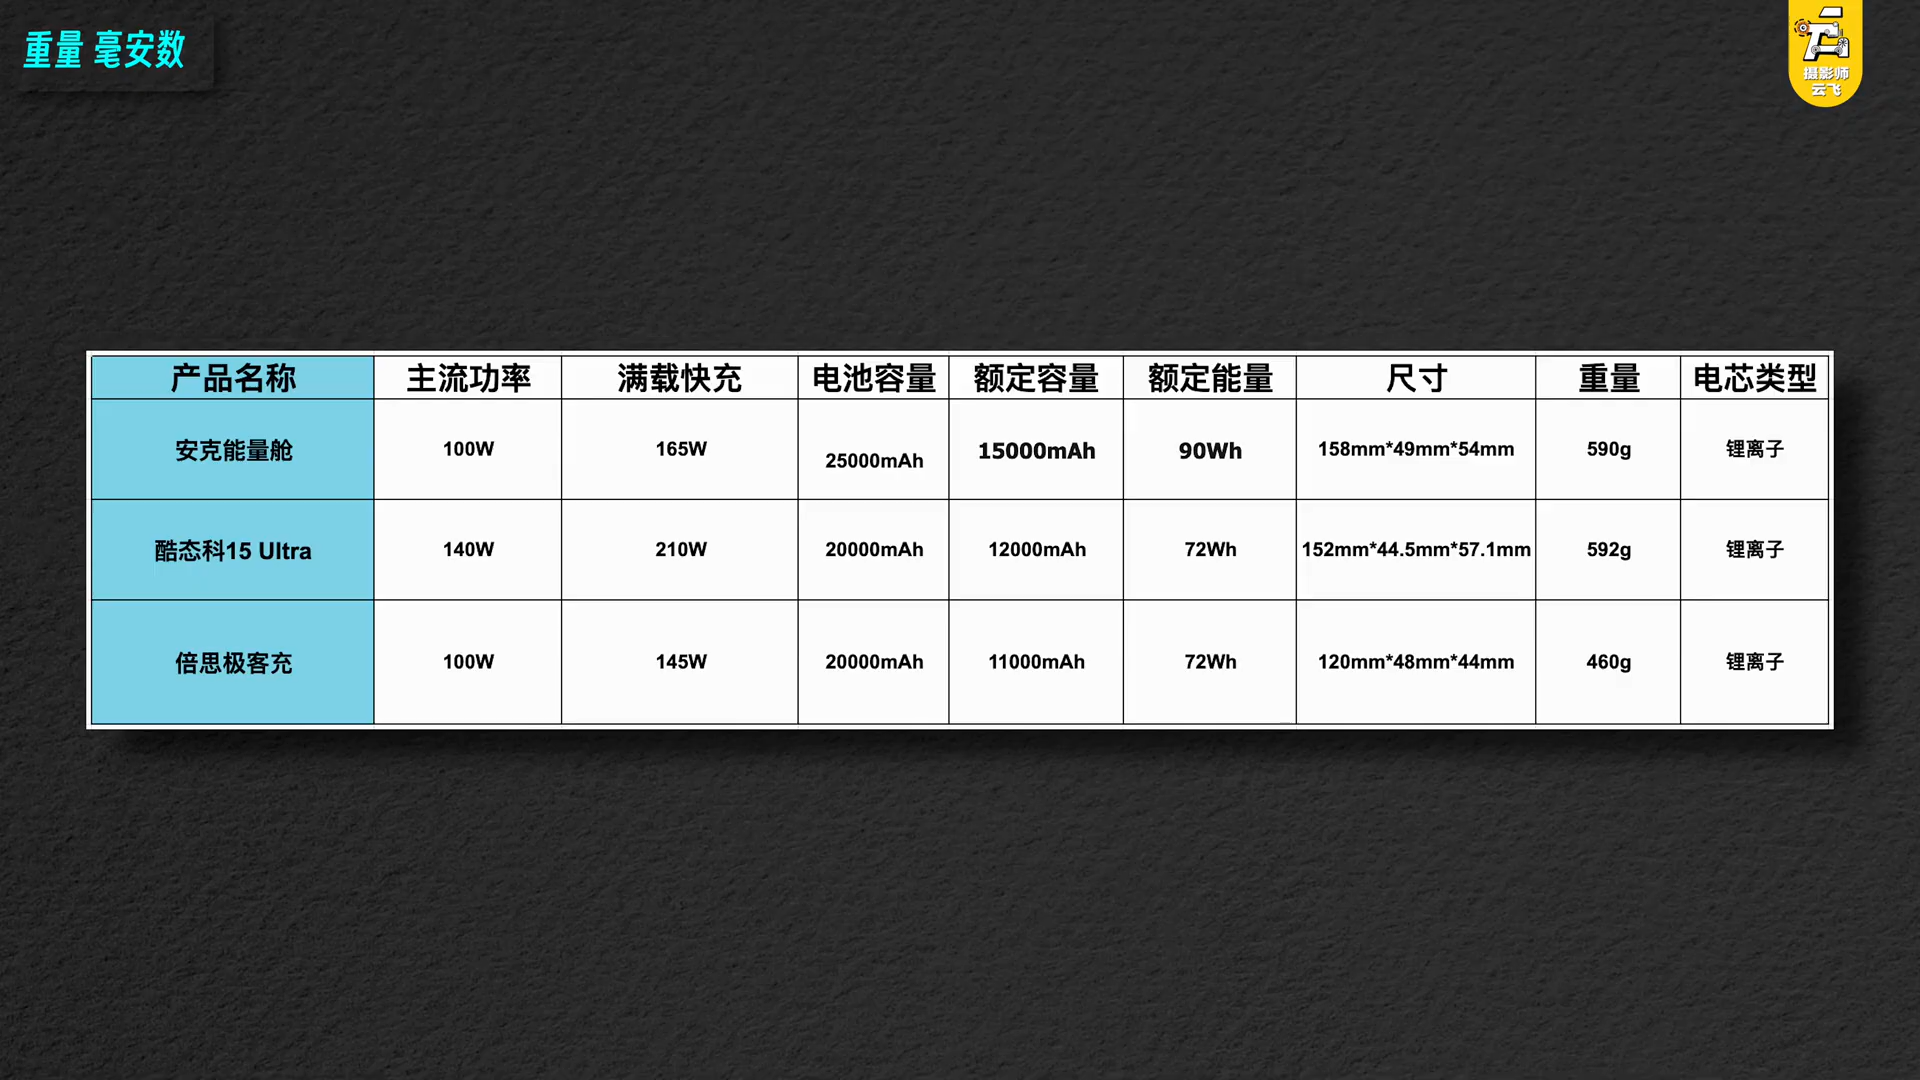 重量 毫安数
摄影师
云飞
产品名称 主流功率 满载快充 电池容量 额定容量 额定能量 尺寸 重量 电芯类型
安克能量舱 100W 165W 25000mAh 15000mAh 90Wh 158mm*49mm*54mm 590g 锂离子
酷态科15 Ultra 140W 210W 20000mAh 12000mAh 72Wh 152mm*44.5mm*57.1mm 592g 锂离子
倍思极客充 100W 145W 20000mAh 11000mAh 72Wh 120mm*48mm*44mm 460g 锂离子